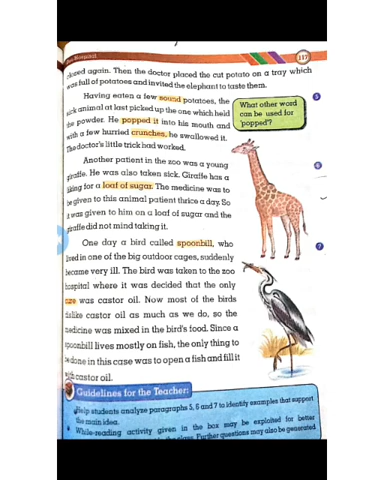 117
closed again. Then the doctor placed the cut potato on a tray which
was full of potatoes and invited the elephant to taste them.
Having eaten a few sound potatoes, the
sick animal at last picked up the one which held
the powder. He popped it into his mouth and
with a few hurried crunches, he swallowed it.
The doctor's little trick had worked.
What other word
can be used for
'popped'?
5
Another patient in the zoo was a young
giraffe. He was also taken sick. Giraffe has a
liking for a loaf of sugar. The medicine was to
be given to this animal patient thrice a day. So
it was given to him on a loaf of sugar and the
giraffe did not mind taking it.
6
One day a bird called spoonbill, who
lived in one of the big outdoor cages, suddenly
became very ill. The bird was taken to the zoo
hospital where it was decided that the only
cure was castor oil. Now most of the birds
dislike castor oil as much as we do, so the
medicine was mixed in the bird's food. Since a
spoonbill lives mostly on fish, the only thing to
be done in this case was to open a fish and fill it
with castor oil.
7
Guidelines for the Teacher:
Help students analyze paragraphs 5, 6 and 7 to identify examples that support
the main idea.
While-reading activity given in the box may be exploited for better
Further questions may also be generated